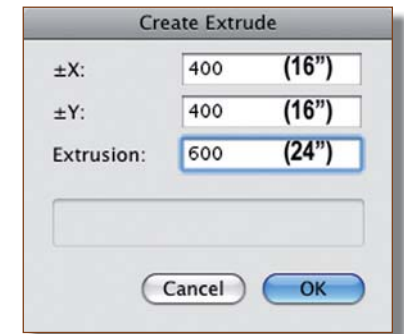 Create Extrude
±X: 400 (16”)
±Y: 400 (16”)
Extrusion: 600 (24”)
Cancel OK